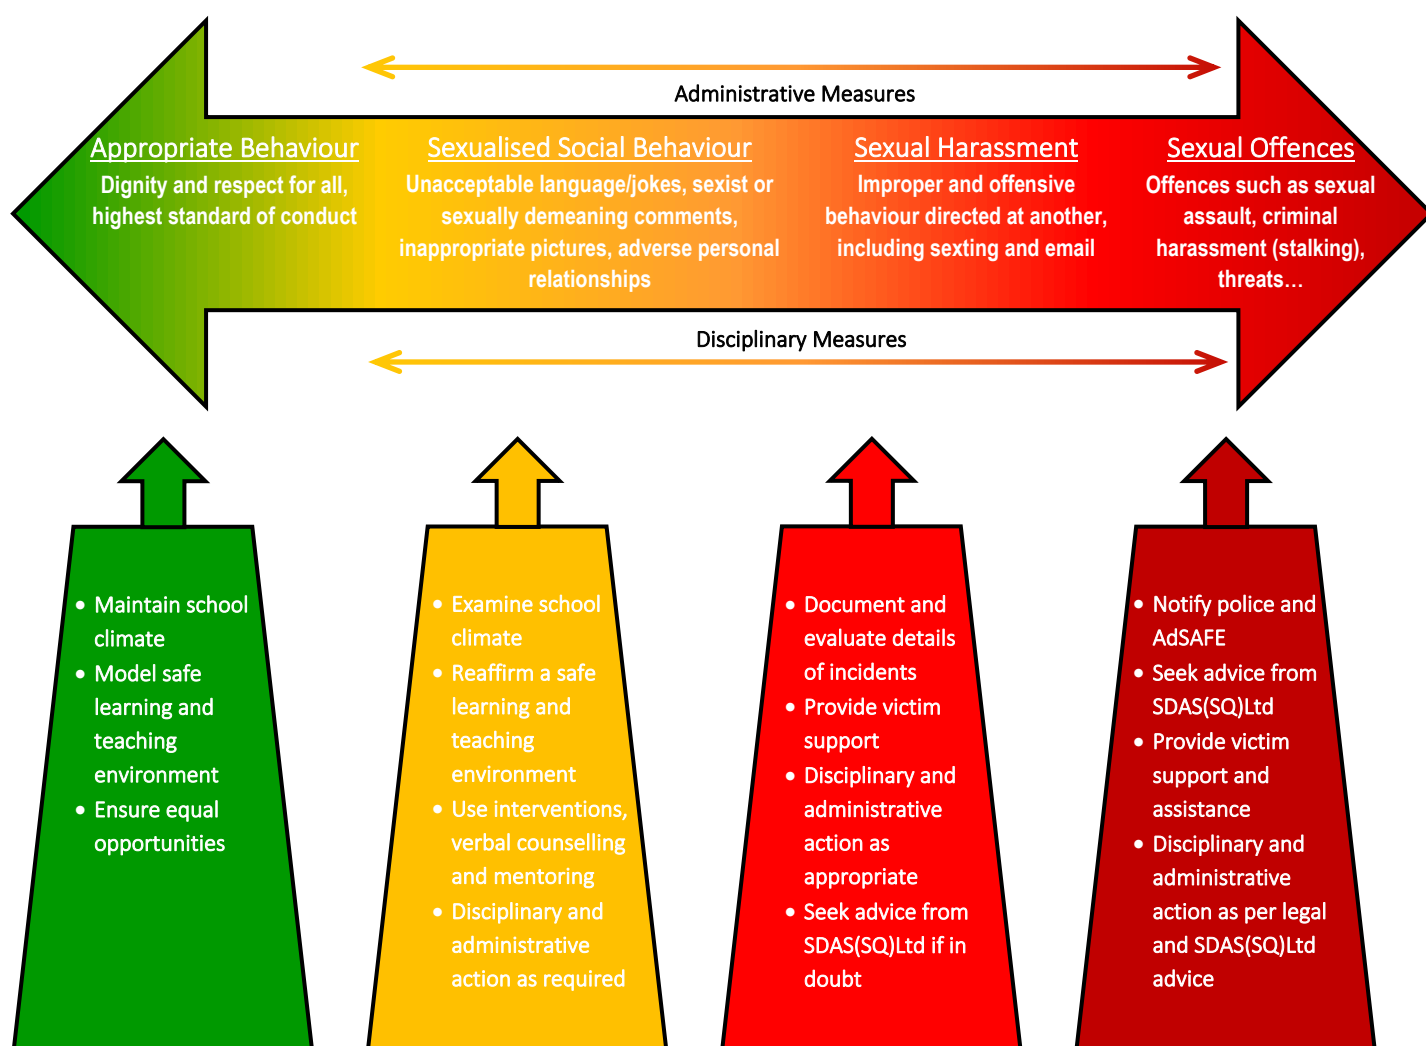 Administrative Measures
Appropriate Behaviour
Dignity and respect for all,
highest standard of conduct
Sexualised Social Behaviour
Unacceptable language/jokes, sexist or
sexually demeaning comments,
inappropriate pictures, adverse personal
relationships
Sexual Harassment
Improper and offensive
behaviour directed at another,
including sexting and email
Sexual Offences
Offences such as sexual
assault, criminal
harassment (stalking),
threats...
Disciplinary Measures
• Maintain school
climate
• Model safe
learning and
teaching
environment
• Ensure equal
opportunities
• Examine school
climate
• Reaffirm a safe
learning and
teaching
environment
• Use interventions,
verbal counselling
and mentoring
• Disciplinary and
administrative
action as required
• Document and
evaluate details
of incidents
• Provide victim
support
• Disciplinary and
administrative
action as
appropriate
• Seek advice from
SDAS(SQ)Ltd if in
doubt
• Notify police and
AdSAFE
• Seek advice from
SDAS(SQ)Ltd
• Provide victim
support and
assistance
• Disciplinary and
administrative
action as per legal
and SDAS(SQ)Ltd
advice